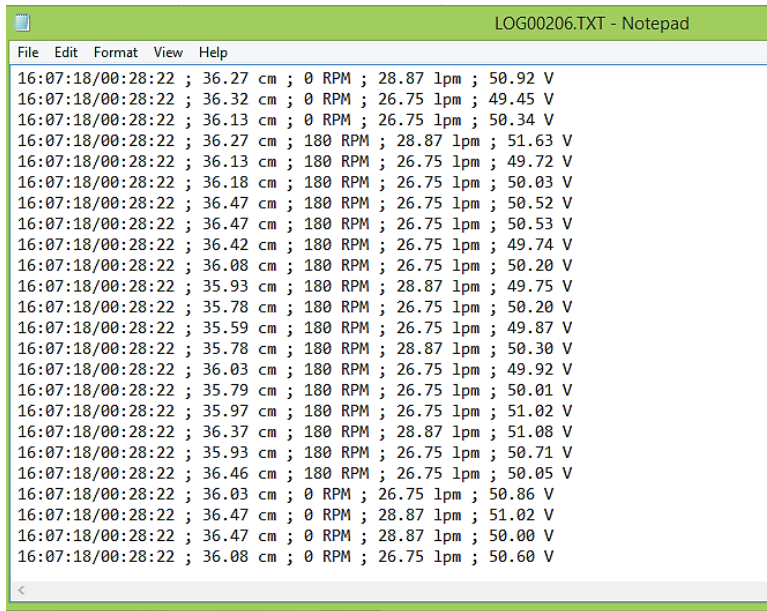 LOG00206.TXT - Notepad
File Edit Format View Help
16:07:18/00:28:22 ; 36.27 cm ; 0 RPM ; 28.87 lpm ; 50.92 V
16:07:18/00:28:22 ; 36.32 cm ; 0 RPM ; 26.75 lpm ; 49.45 V
16:07:18/00:28:22 ; 36.13 cm ; 0 RPM ; 26.75 lpm ; 50.34 V
16:07:18/00:28:22 ; 36.27 cm ; 180 RPM ; 28.87 lpm ; 51.63 V
16:07:18/00:28:22 ; 36.13 cm ; 180 RPM ; 26.75 lpm ; 49.72 V
16:07:18/00:28:22 ; 36.18 cm ; 180 RPM ; 26.75 lpm ; 50.03 V
16:07:18/00:28:22 ; 36.47 cm ; 180 RPM ; 26.75 lpm ; 50.52 V
16:07:18/00:28:22 ; 36.47 cm ; 180 RPM ; 26.75 lpm ; 50.53 V
16:07:18/00:28:22 ; 36.42 cm ; 180 RPM ; 26.75 lpm ; 49.74 V
16:07:18/00:28:22 ; 36.08 cm ; 180 RPM ; 26.75 lpm ; 50.20 V
16:07:18/00:28:22 ; 35.93 cm ; 180 RPM ; 28.87 lpm ; 49.75 V
16:07:18/00:28:22 ; 35.78 cm ; 180 RPM ; 26.75 lpm ; 50.20 V
16:07:18/00:28:22 ; 35.59 cm ; 180 RPM ; 26.75 lpm ; 49.87 V
16:07:18/00:28:22 ; 35.78 cm ; 180 RPM ; 28.87 lpm ; 50.30 V
16:07:18/00:28:22 ; 36.03 cm ; 180 RPM ; 26.75 lpm ; 49.92 V
16:07:18/00:28:22 ; 35.79 cm ; 180 RPM ; 26.75 lpm ; 50.01 V
16:07:18/00:28:22 ; 35.97 cm ; 180 RPM ; 26.75 lpm ; 51.02 V
16:07:18/00:28:22 ; 36.37 cm ; 180 RPM ; 28.87 lpm ; 51.08 V
16:07:18/00:28:22 ; 35.93 cm ; 180 RPM ; 26.75 lpm ; 50.71 V
16:07:18/00:28:22 ; 36.46 cm ; 180 RPM ; 26.75 lpm ; 50.05 V
16:07:18/00:28:22 ; 36.03 cm ; 0 RPM ; 26.75 lpm ; 50.86 V
16:07:18/00:28:22 ; 36.47 cm ; 0 RPM ; 28.87 lpm ; 51.02 V
16:07:18/00:28:22 ; 36.47 cm ; 0 RPM ; 28.87 lpm ; 50.00 V
16:07:18/00:28:22 ; 36.08 cm ; 0 RPM ; 26.75 lpm ; 50.60 V